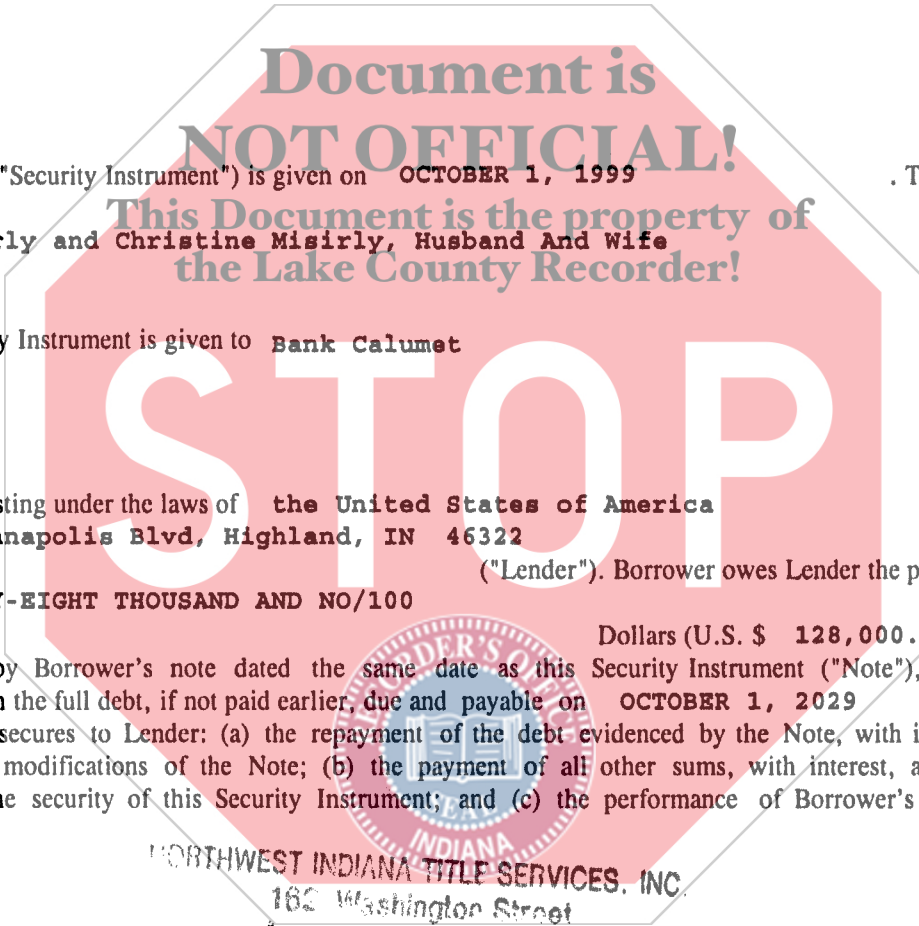 Document is
NOT OFFICIAL!
"Security Instrument") is given on OCTOBER 1, 1999 . T
This Document is the property of
rly and Christine Misirly, Husband And Wife
the Lake County Recorder!
y Instrument is given to Bank Calumet
STOP
sting under the laws of the United States of America
napolis Blvd, Highland, IN 46322
("Lender"). Borrower owes Lender the p
Y-EIGHT THOUSAND AND NO/100
Dollars (U.S. $ 128,000.
by Borrower's note dated the same date as this Security Instrument ("Note"),
n the full debt, if not paid earlier, due and payable on OCTOBER 1, 2029
secures to Lender: (a) the repayment of the debt evidenced by the Note, with i
modifications of the Note; (b) the payment of all other sums, with interest, a
e security of this Security Instrument; and (c) the performance of Borrower's
RECORDER'S OFFICE
SEAL
INDIANA
NORTHWEST INDIANA TITLE SERVICES, INC.
162 Washington Street